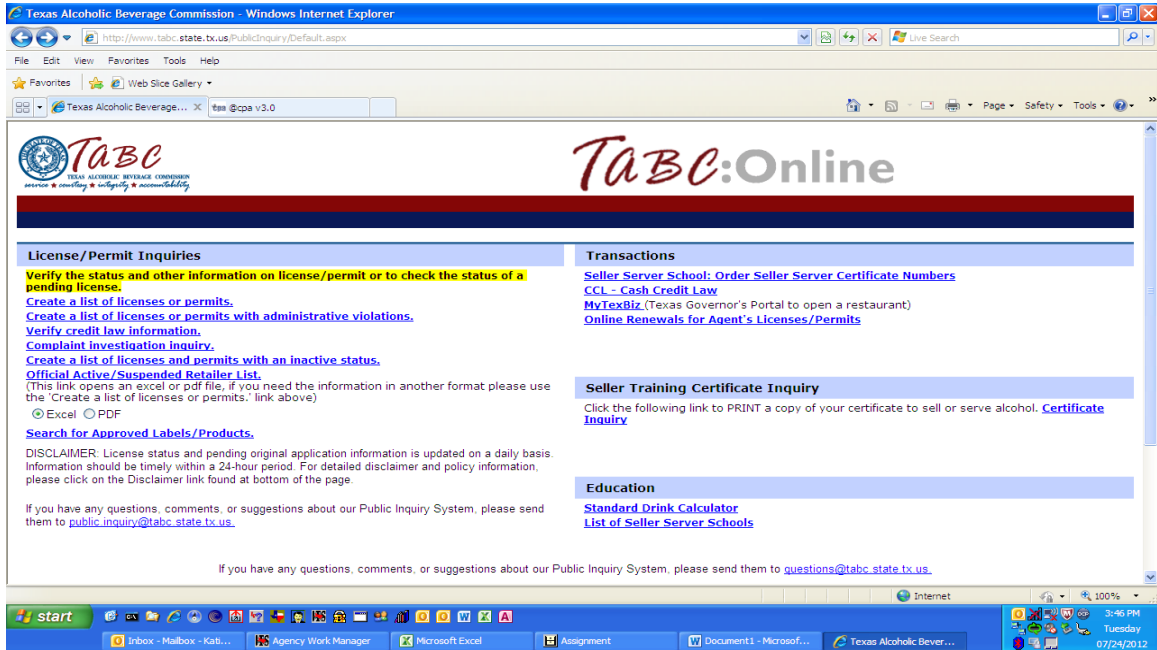 Texas Alcoholic Beverage Commission - Windows Internet Explorer
http://www.tabc.state.tx.us/PublicInquiry/Default.aspx
Live Search
File Edit View Favorites Tools Help
Favorites Web Slice Gallery
Texas Alcoholic Beverage... X @cpa v3.0
Page Safety Tools
TABC
TEXAS ALCOHOLIC BEVERAGE COMMISSION
service ★ courtesy ★ integrity ★ accountability
TABC:Online
License/Permit Inquiries
Verify the status and other information on license/permit or to check the status of a
pending license.
Create a list of licenses or permits.
Create a list of licenses or permits with administrative violations.
Verify credit law information.
Complaint investigation inquiry.
Create a list of licenses and permits with an inactive status.
Official Active/Suspended Retailer List.
(This link opens an excel or pdf file, if you need the information in another format please use
the 'Create a list of licenses or permits.' link above)
Excel PDF
Search for Approved Labels/Products.
DISCLAIMER: License status and pending original application information is updated on a daily basis.
Information should be timely within a 24-hour period. For detailed disclaimer and policy information,
please click on the Disclaimer link found at bottom of the page.
If you have any questions, comments, or suggestions about our Public Inquiry System, please send
them to public.inquiry@tabc.state.tx.us.
Transactions
Seller Server School: Order Seller Server Certificate Numbers
CCL - Cash Credit Law
MyTexBiz (Texas Governor's Portal to open a restaurant)
Online Renewals for Agent's Licenses/Permits
Seller Training Certificate Inquiry
Click the following link to PRINT a copy of your certificate to sell or serve alcohol. Certificate
Inquiry
Education
Standard Drink Calculator
List of Seller Server Schools
If you have any questions, comments, or suggestions about our Public Inquiry System, please send them to questions@tabc.state.tx.us.
Internet 100%
start
3:46 PM
Tuesday
07/24/2012
Inbox - Mailbox - Kati... Agency Work Manager Microsoft Excel Assignment Document1 - Microsof... Texas Alcoholic Bever...